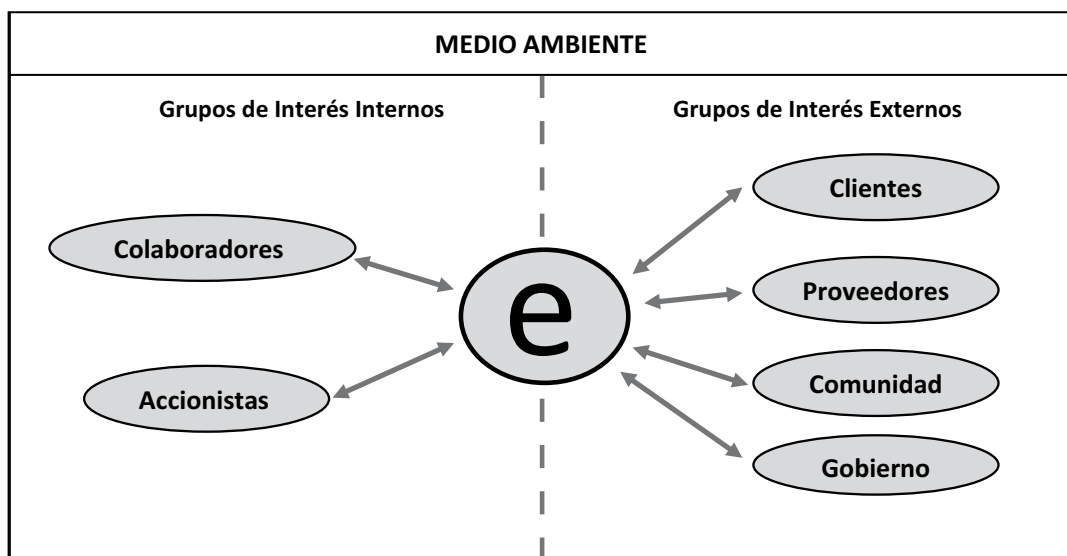 MEDIO AMBIENTE
Grupos de Interés Internos
Grupos de Interés Externos
Colaboradores
Accionistas
e
Clientes
Proveedores
Comunidad
Gobierno